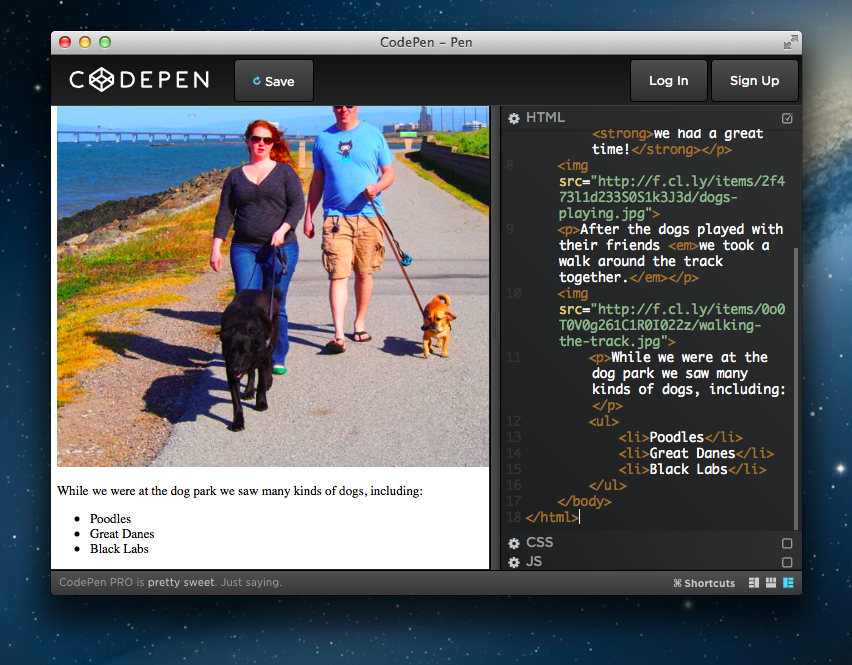 CodePen – Pen
CODEPEN
Save
Log In
Sign Up
HTML
<strong>we had a great
time!</strong></p>
8 <img
src="http://f.cl.ly/items/2f4
73l1d233S0S1k3J3d/dogs-
playing.jpg">
9 <p>After the dogs played with
their friends <em>we took a
walk around the track
together.</em></p>
10 <img
src="http://f.cl.ly/items/0o0
T0V0g261C1R0I022z/walking-
the-track.jpg">
11 <p>While we were at the
dog park we saw many
kinds of dogs, including:
</p>
12 <ul>
13 <li>Poodles</li>
14 <li>Great Danes</li>
15 <li>Black Labs</li>
16 </ul>
17 </body>
18 </html>
CSS
JS
While we were at the dog park we saw many kinds of dogs, including:
Poodles
Great Danes
Black Labs
CodePen PRO is pretty sweet. Just saying.
⌘ Shortcuts